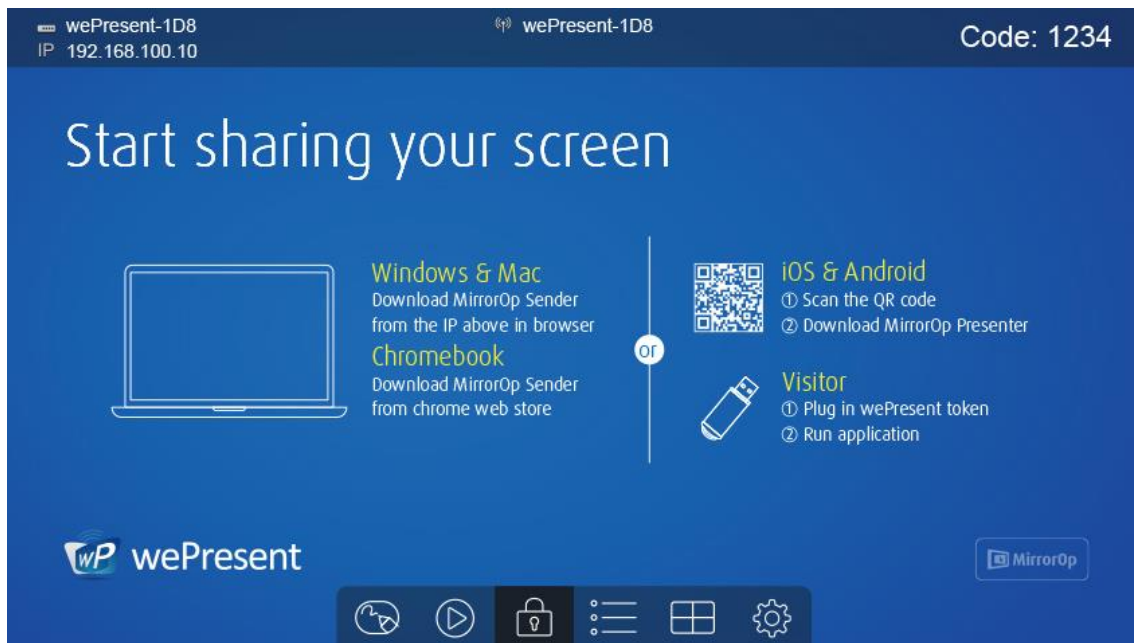 wePresent-1D8
IP 192.168.100.10
wePresent-1D8
Code: 1234
Start sharing your screen
Windows & Mac
Download MirrorOp Sender
from the IP above in browser
Chromebook
Download MirrorOp Sender
from chrome web store
or
iOS & Android
① Scan the QR code
② Download MirrorOp Presenter
Visitor
① Plug in wePresent token
② Run application
wP wePresent
MirrorOp